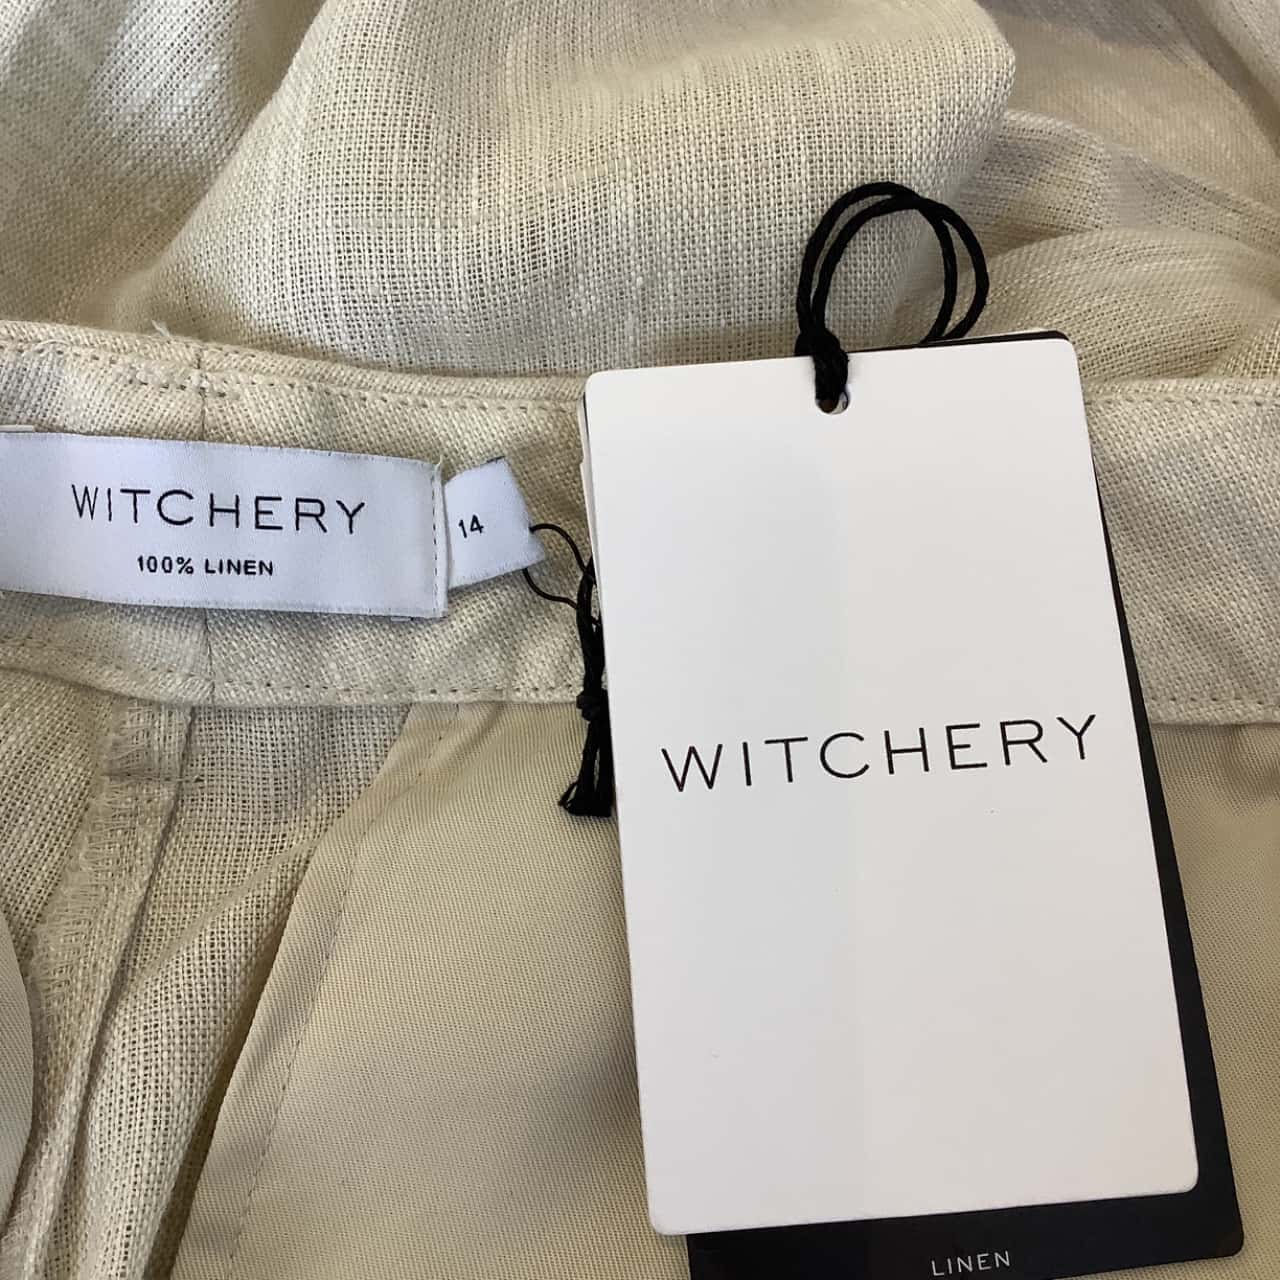 WITCHERY
100% LINEN
14
WITCHERY
LINEN